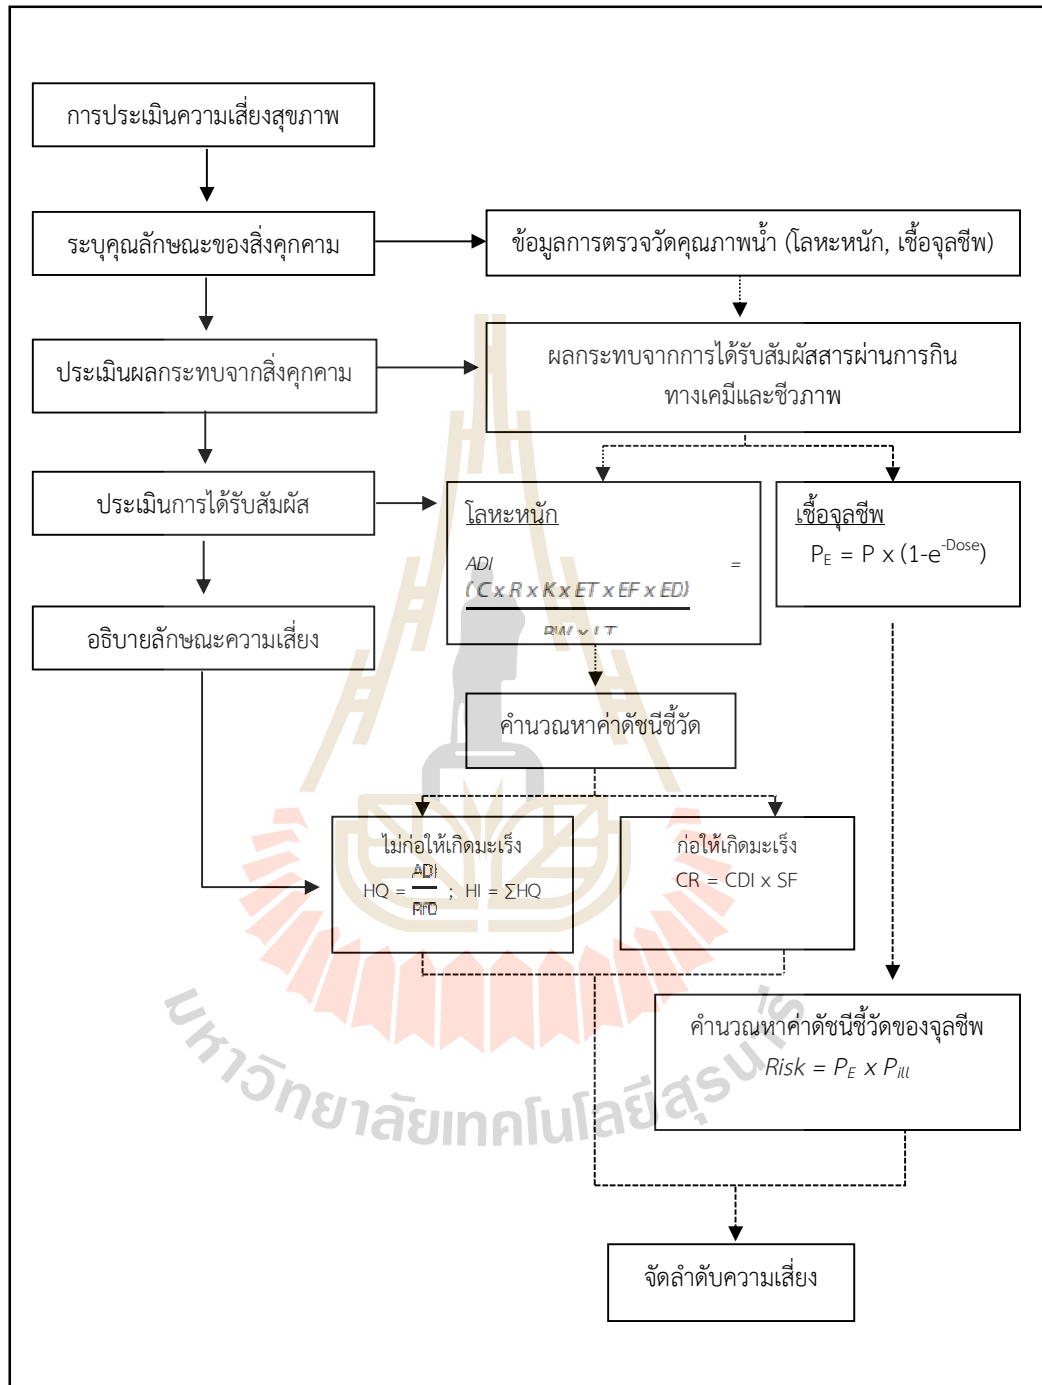 การประเมินความเสี่ยงสุขภาพ
ระบุคุณลักษณะของสิ่งคุกคาม
ข้อมูลการตรวจวัดคุณภาพน้ำ (โลหะหนัก, เชื้อจุลชีพ)
ประเมินผลกระทบจากสิ่งคุกคาม
ผลกระทบจากการได้รับสัมผัสสารผ่านการกิน
ทางเคมีและชีวภาพ
ประเมินการได้รับสัมผัส
โลหะหนัก
ADI =
(C x R x K x ET x EF x ED)
BW x LT
เชื้อจุลชีพ
P_E = P x (1-e^-Dose)
อธิบายลักษณะความเสี่ยง
คำนวณหาค่าดัชนีชี้วัด
ไม่ก่อให้เกิดมะเร็ง
HQ = ADI / RfD ; HI = ΣHQ
ก่อให้เกิดมะเร็ง
CR = CDI x SF
คำนวณหาค่าดัชนีชี้วัดของจุลชีพ
Risk = P_E x P_ill
จัดลำดับความเสี่ยง
มหาวิทยาลัยเทคโนโลยีสุรนารี